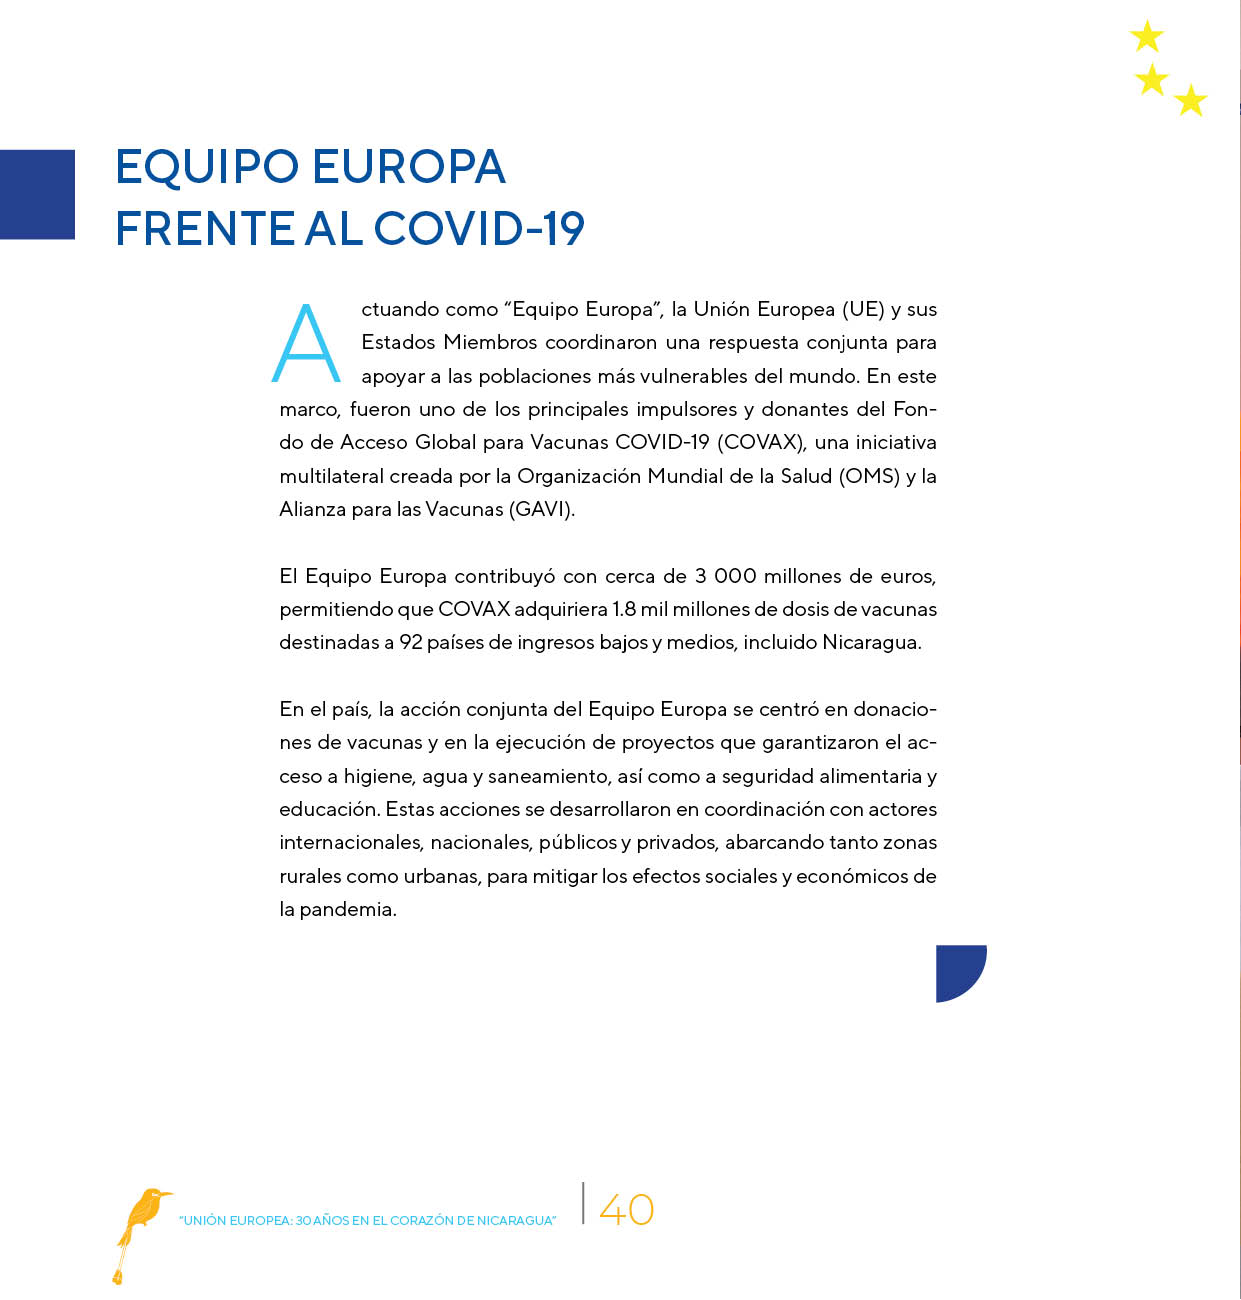 EQUIPO EUROPA
FRENTE AL COVID-19
Actuando como “Equipo Europa”, la Unión Europea (UE) y sus
Estados Miembros coordinaron una respuesta conjunta para
apoyar a las poblaciones más vulnerables del mundo. En este
marco, fueron uno de los principales impulsores y donantes del Fon-
do de Acceso Global para Vacunas COVID-19 (COVAX), una iniciativa
multilateral creada por la Organización Mundial de la Salud (OMS) y la
Alianza para las Vacunas (GAVI).
El Equipo Europa contribuyó con cerca de 3 000 millones de euros,
permitiendo que COVAX adquiriera 1.8 mil millones de dosis de vacunas
destinadas a 92 países de ingresos bajos y medios, incluido Nicaragua.
En el país, la acción conjunta del Equipo Europa se centró en donacio-
nes de vacunas y en la ejecución de proyectos que garantizaron el ac-
ceso a higiene, agua y saneamiento, así como a seguridad alimentaria y
educación. Estas acciones se desarrollaron en coordinación con actores
internacionales, nacionales, públicos y privados, abarcando tanto zonas
rurales como urbanas, para mitigar los efectos sociales y económicos de
la pandemia.
“UNIÓN EUROPEA: 30 AÑOS EN EL CORAZÓN DE NICARAGUA”
40